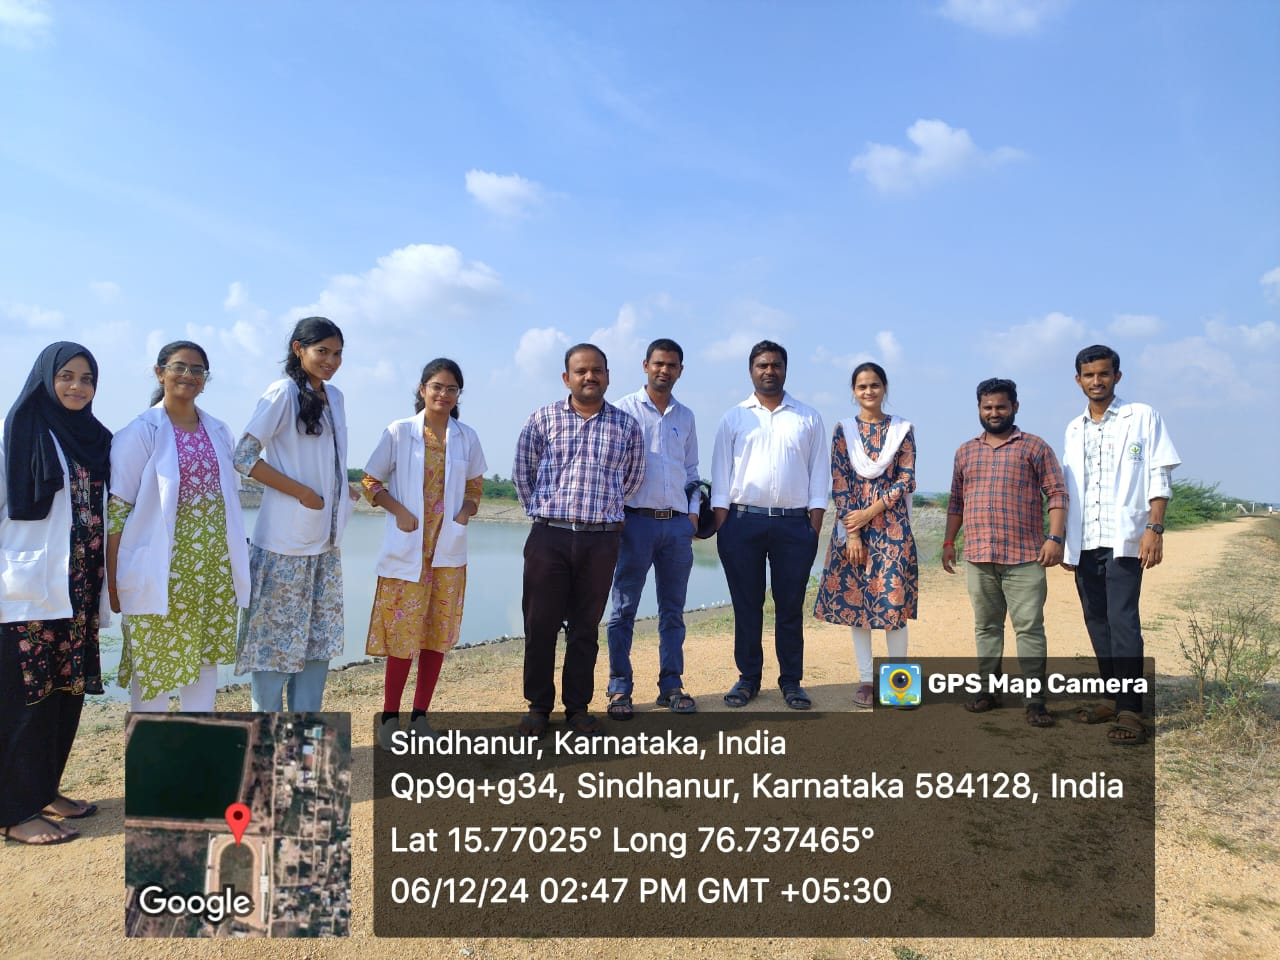 GPS Map Camera
Sindhanur, Karnataka, India
Qp9q+g34, Sindhanur, Karnataka 584128, India
Lat 15.77025° Long 76.737465°
06/12/24 02:47 PM GMT +05:30
Google